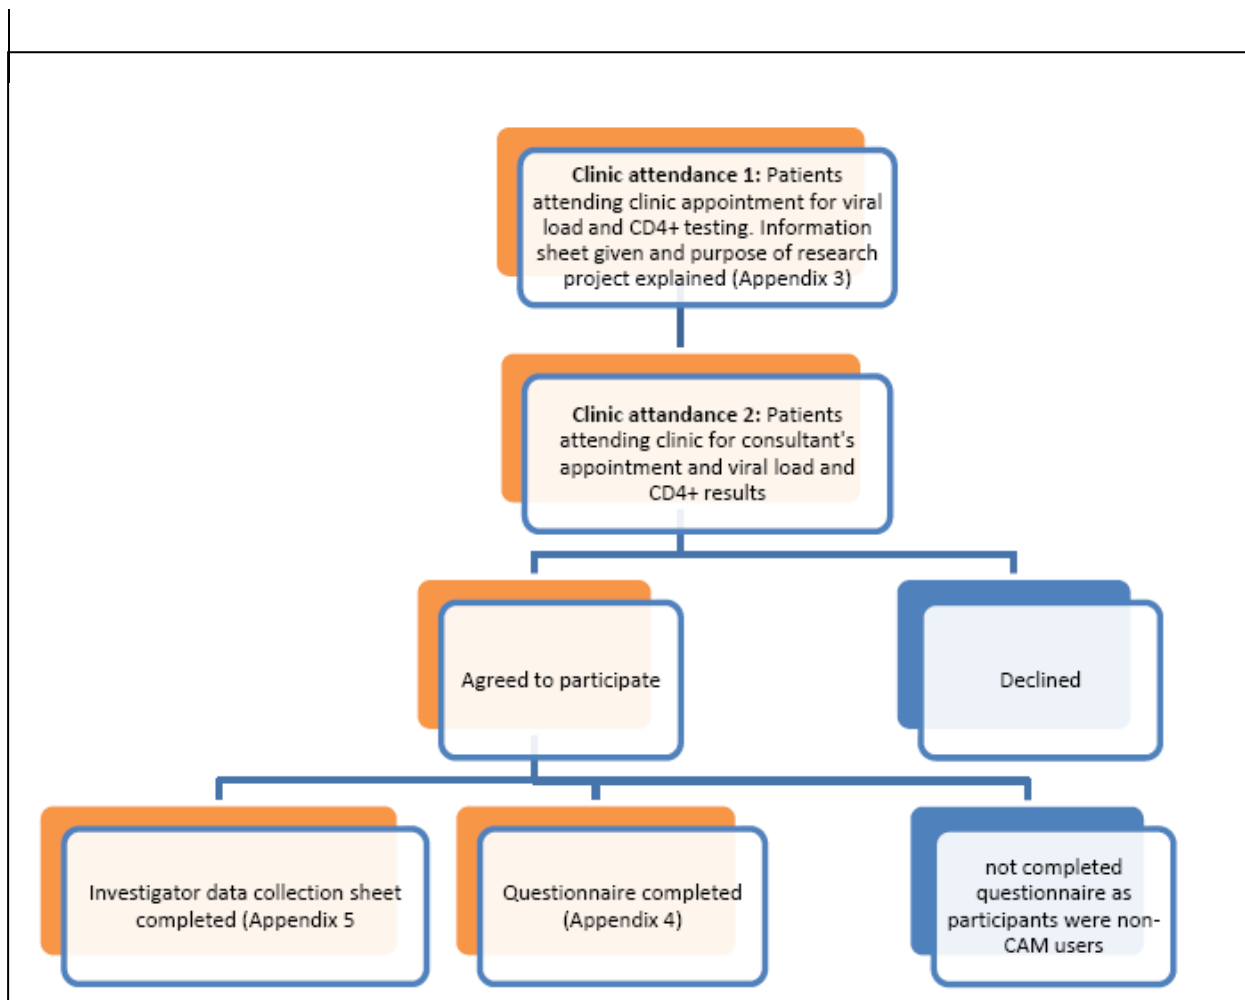 Clinic attendance 1: Patients
attending clinic appointment for viral
load and CD4+ testing. Information
sheet given and purpose of research
project explained (Appendix 3)
Clinic attandance 2: Patients
attending clinic for consultant's
appointment and viral load and
CD4+ results
Agreed to participate
Declined
Investigator data collection sheet
completed (Appendix 5
Questionnaire completed
(Appendix 4)
not completed
questionnaire as
participants were non-
CAM users